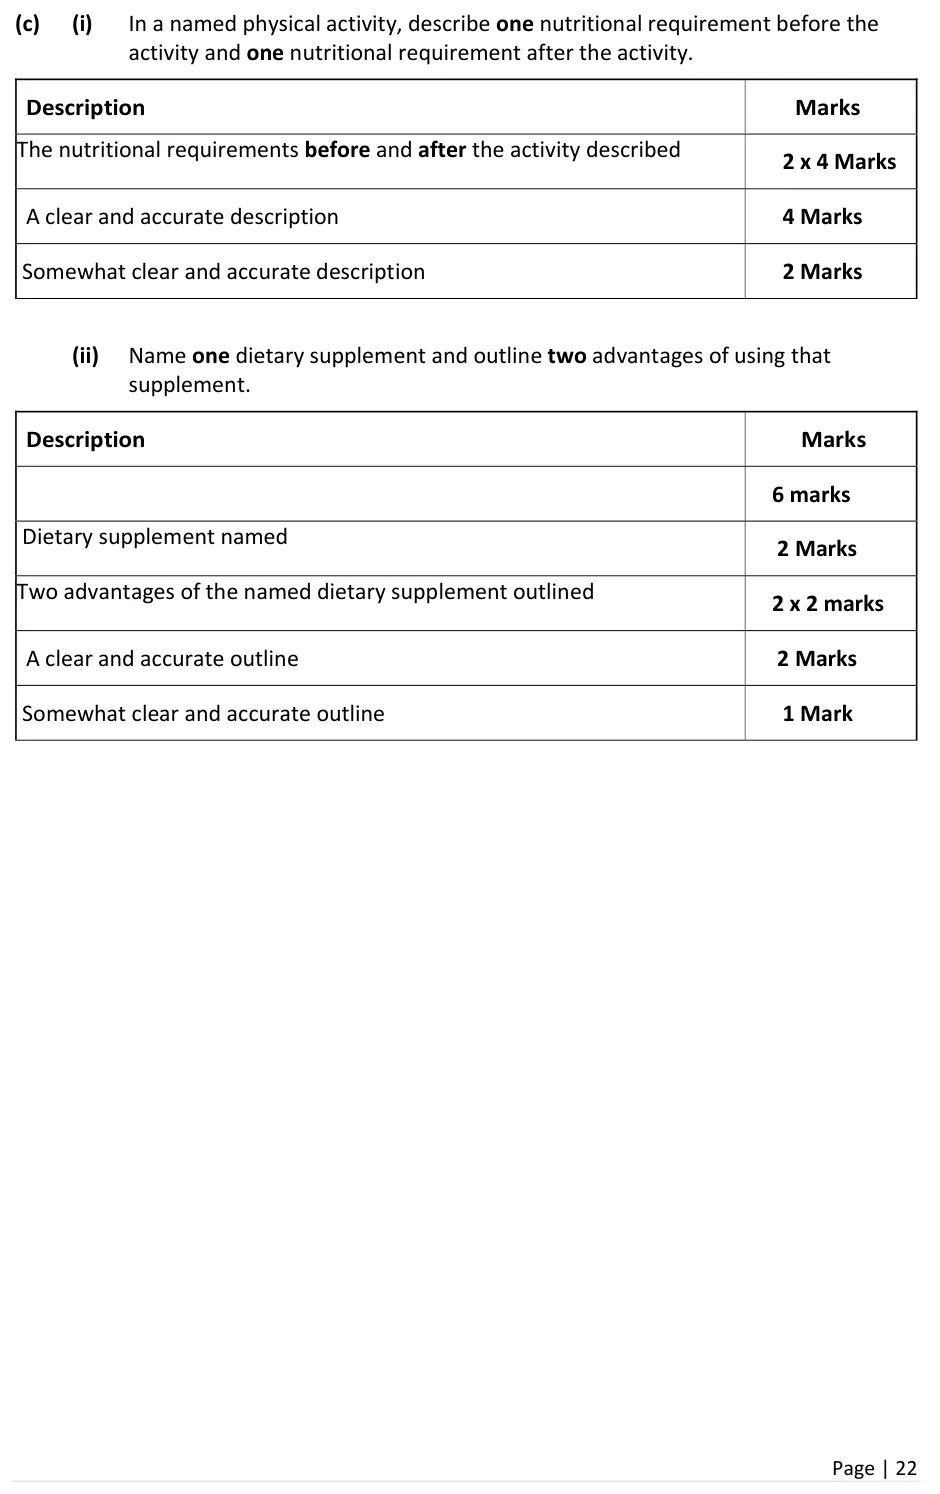 (c) (i) In a named physical activity, describe one nutritional requirement before the
activity and one nutritional requirement after the activity.
Description Marks
The nutritional requirements before and after the activity described 2 x 4 Marks
A clear and accurate description 4 Marks
Somewhat clear and accurate description 2 Marks
(ii) Name one dietary supplement and outline two advantages of using that
supplement.
Description Marks
6 marks
Dietary supplement named 2 Marks
Two advantages of the named dietary supplement outlined 2 x 2 marks
A clear and accurate outline 2 Marks
Somewhat clear and accurate outline 1 Mark
Page | 22